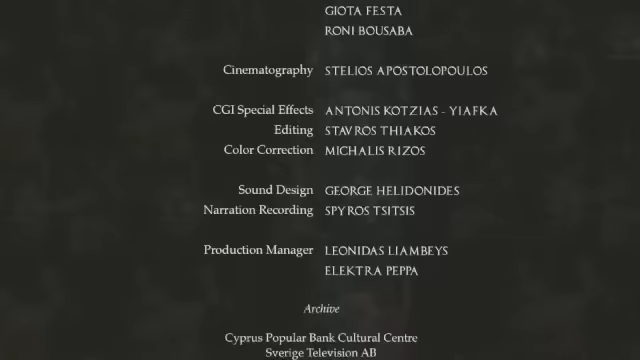 GIOTA FESTA
RONI BOUSABA
Cinematography STELIOS APOSTOLOPOULOS
CGI Special Effects ANTONIS KOTZIAS - YIAFKA
Editing STAVROS THIAKOS
Color Correction MICHALIS RIZOS
Sound Design GEORGE HELIDONIDES
Narration Recording SPYROS TSITSIS
Production Manager LEONIDAS LIAMBEYS
ELEKTRA PEPPA
Archive
Cyprus Popular Bank Cultural Centre
Sverige Television AB